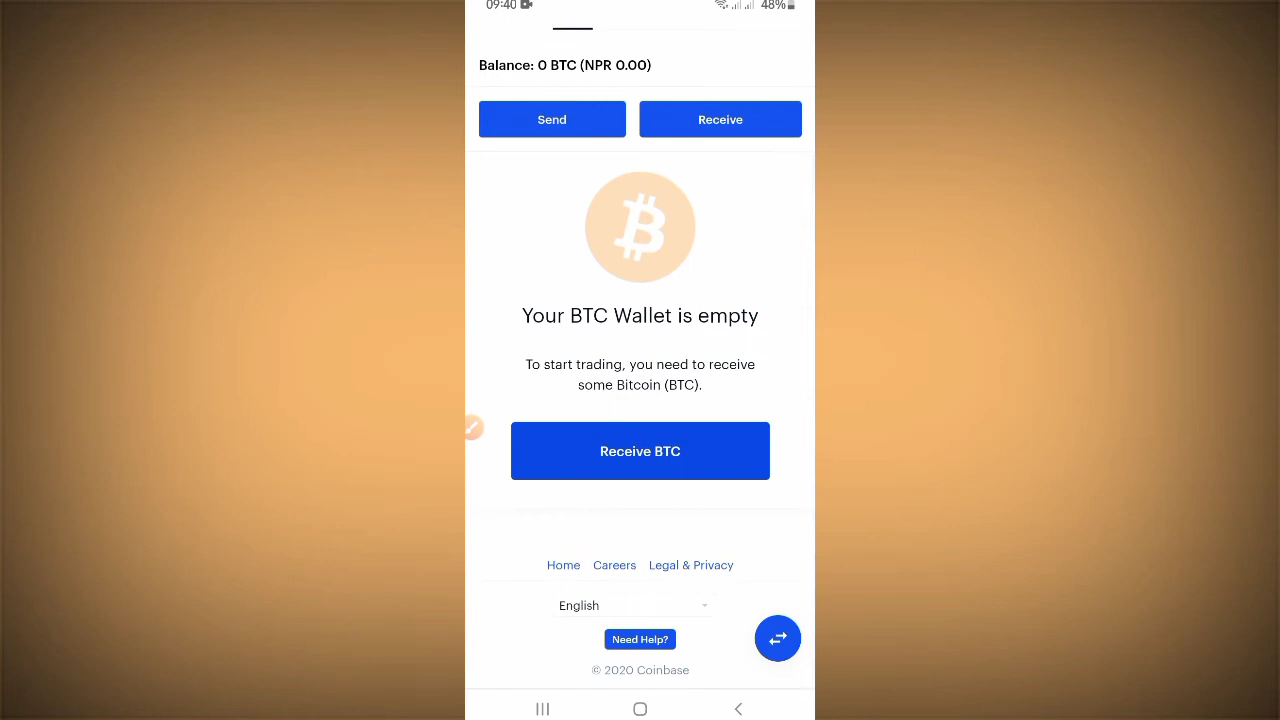 09:40 48%
Balance: 0 BTC (NPR 0.00)
Send Receive
Your BTC Wallet is empty
To start trading, you need to receive
some Bitcoin (BTC).
Receive BTC
Home Careers Legal & Privacy
English
Need Help?
© 2020 Coinbase